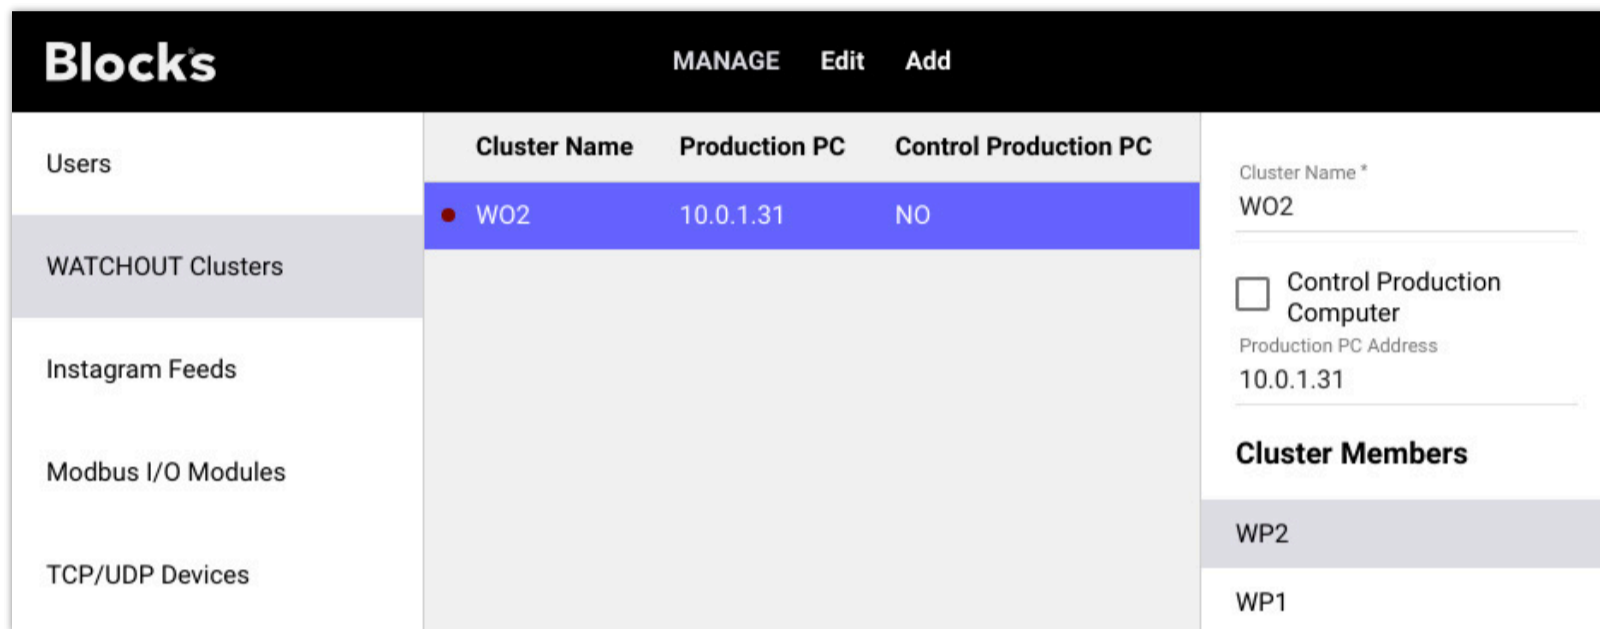 Blocks
MANAGE Edit Add
Users
WATCHOUT Clusters
Instagram Feeds
Modbus I/O Modules
TCP/UDP Devices
Cluster Name Production PC Control Production PC
WO2 10.0.1.31 NO
Cluster Name *
WO2
Control Production
Computer
Production PC Address
10.0.1.31
Cluster Members
WP2
WP1